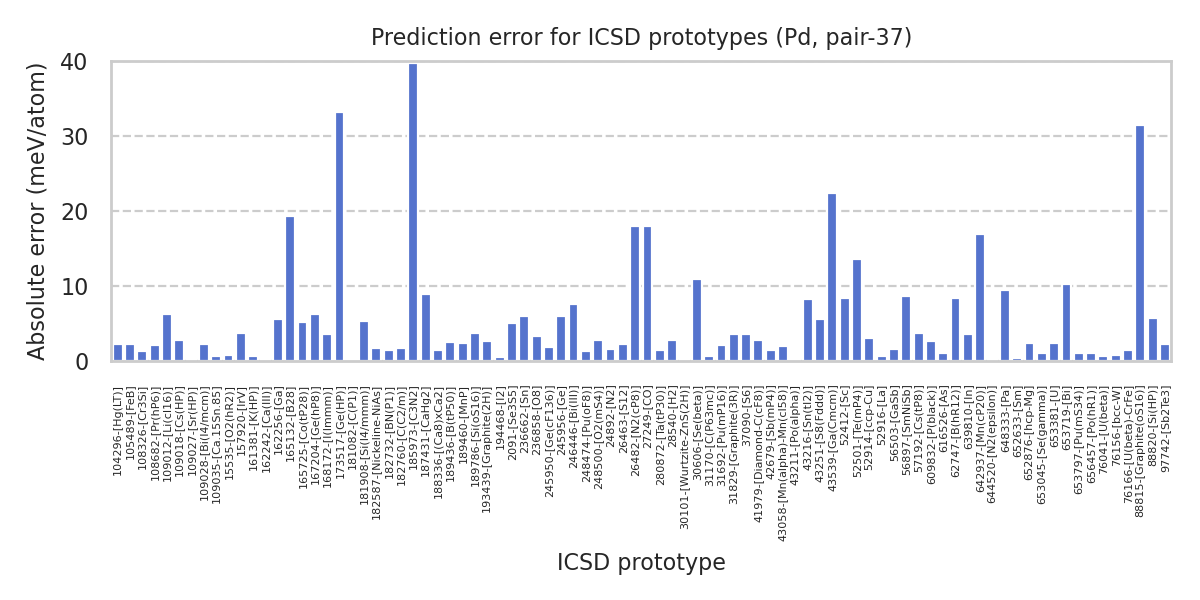 Prediction error for ICSD prototypes (Pd, pair-37)
Absolute error (meV/atom)
40
30
20
10
0
104296-[Hg(LT)]
105489-[FeB]
108326-[Cr3Si]
108682-[Pr(hP6)]
109012-[Li(cI16)]
109018-[Cs(HP)]
109027-[Sr(HP)]
109028-[Bi(I4/mcm)]
109035-[Ca.15Sn.85]
15535-[O2(hR2)]
157920-[IrV]
161381-[K(HP)]
162242-[Ca(III)]
162256-[Ga]
165132-[B28]
165725-[Co(tP28)]
167204-[Ge(hP8)]
168172-[I(Immm)]
173517-[Ge(HP)]
181082-[C(P1)]
181908-[Si(I4/mmm)]
182587-[Nickeline-NiAs]
182732-[BN(P1)]
182760-[C(C2/m)]
185973-[C3N2]
187431-[CaHg2]
188336-[(Ca8)xCa2]
189436-[B(tP50)]
189460-[MnP]
189786-[Si(oS16)]
193439-[Graphite(2H)]
194468-[I2]
2091-[Se3S5]
236662-[Sn]
236858-[O8]
245950-[Ge(cF136)]
245956-[Ge]
246446-[Bi(III)]
248474-[Pu(oF8)]
248500-[O2(mS4)]
24892-[N2]
26463-[S12]
26482-[N2(cP8)]
27249-[CO]
280872-[Ta(tP30)]
28540-[H2]
30101-[Wurtzite-ZnS(2H)]
30606-[Se(beta)]
31170-[C(P63mc)]
31692-[Pu(mP16)]
31829-[Graphite(3R)]
37090-[S6]
41979-[Diamond-C(cF8)]
42679-[Sb(mP4)]
43058-[Mn(alpha)-Mn(cI58)]
43211-[Po(alpha)]
43216-[Sn(tI2)]
43251-[S8(Fddd)]
43539-[Ga(Cmcm)]
52412-[Sc]
52501-[Te(mP4)]
52914-[fcc-Cu]
52916-[La]
56503-[GaSb]
56897-[SmNiSb]
57192-[Cs(tP8)]
609832-[P(black)]
616526-[As]
62747-[B(hR12)]
639810-[In]
642937-[Mn(cP20)]
644520-[N2(epsilon)]
648333-[Pa]
652633-[Sm]
652876-[hcp-Mg]
653045-[Se(gamma)]
653381-[U]
653719-[Bi]
653797-[Pu(mS34)]
656457-[Po(hR1)]
76041-[U(beta)]
76156-[bcc-W]
76166-[U(beta)-CrFe]
88815-[Graphite(oS16)]
88820-[Si(HP)]
97742-[Sb2Te3]
ICSD prototype